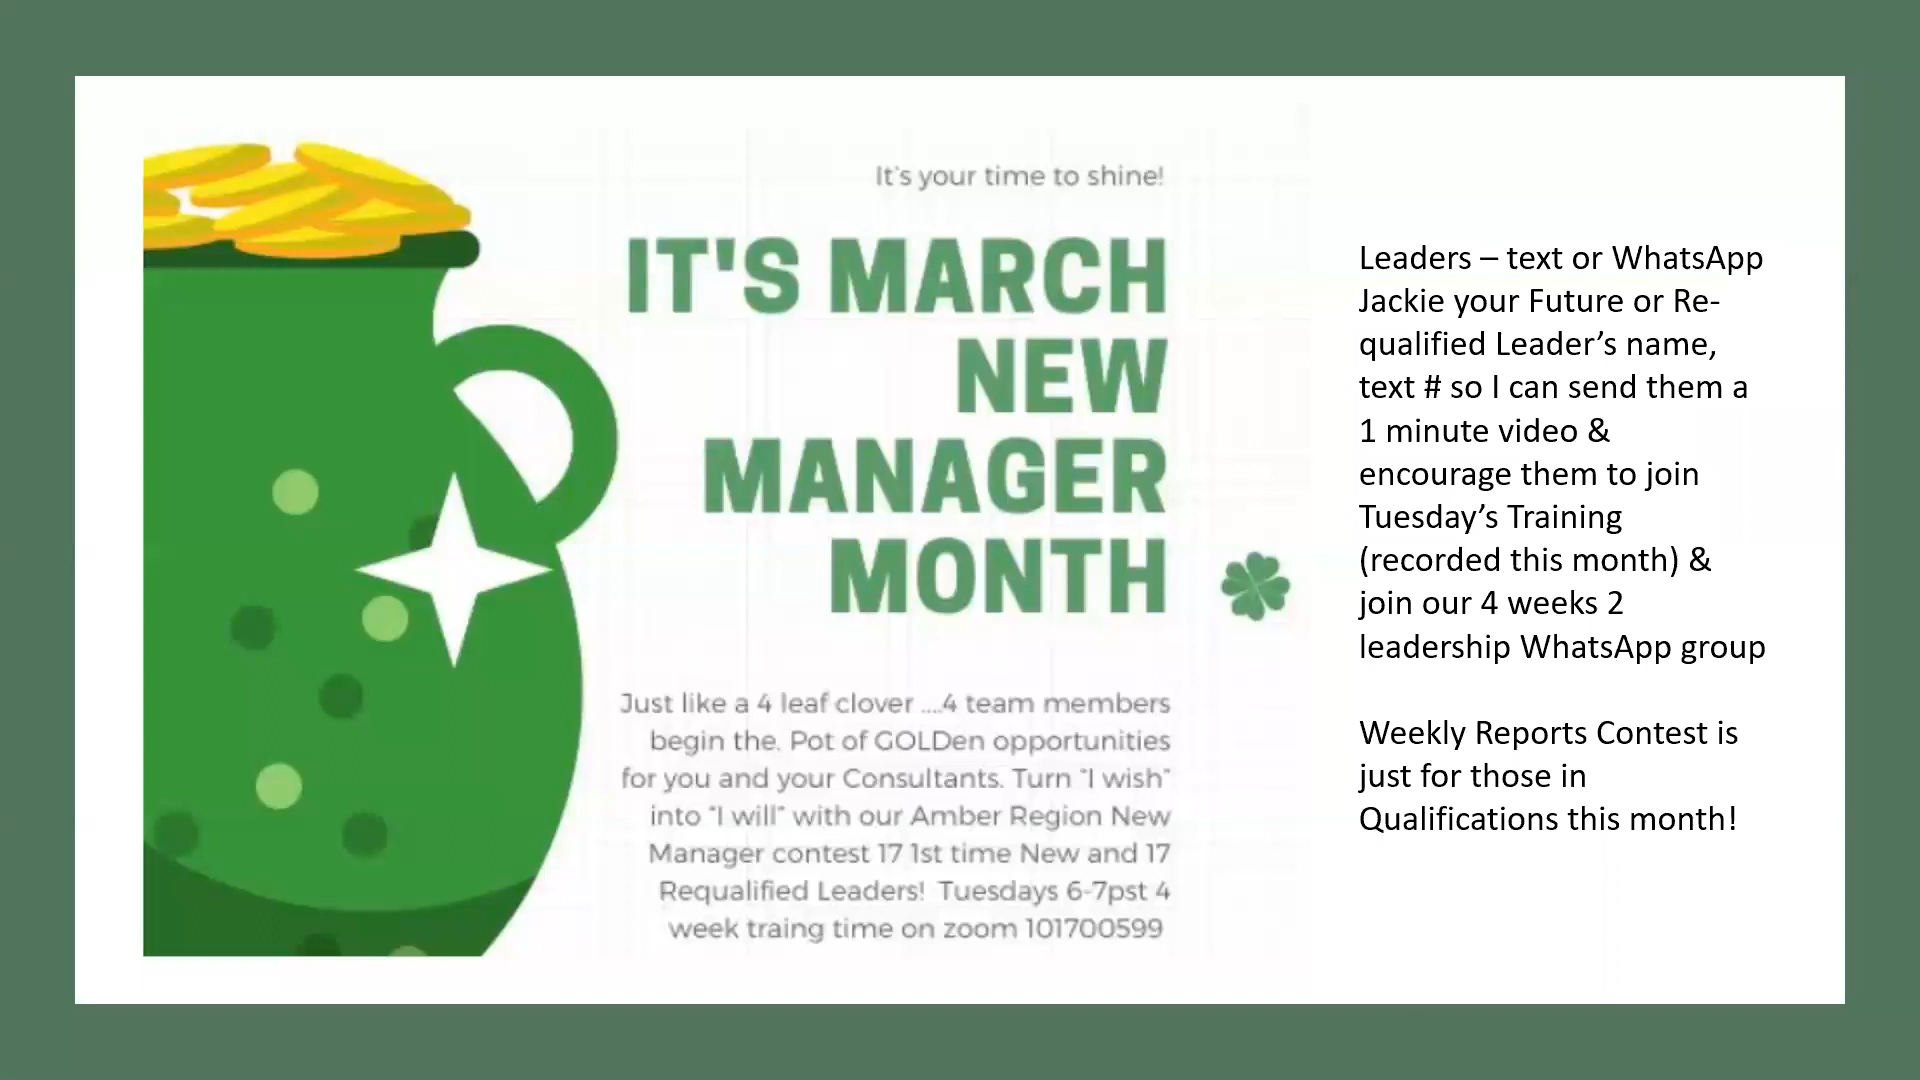 It's your time to shine!
IT'S MARCH
NEW
MANAGER
MONTH
Just like a 4 leaf clover ....4 team members
begin the. Pot of GOLDen opportunities
for you and your Consultants. Turn "I wish"
into "I will" with our Amber Region New
Manager contest 17 1st time New and 17
Requalified Leaders! Tuesdays 6-7pst 4
week traing time on zoom 101700599
Leaders – text or WhatsApp
Jackie your Future or Re-
qualified Leader’s name,
text # so I can send them a
1 minute video &
encourage them to join
Tuesday’s Training
(recorded this month) &
join our 4 weeks 2
leadership WhatsApp group
Weekly Reports Contest is
just for those in
Qualifications this month!